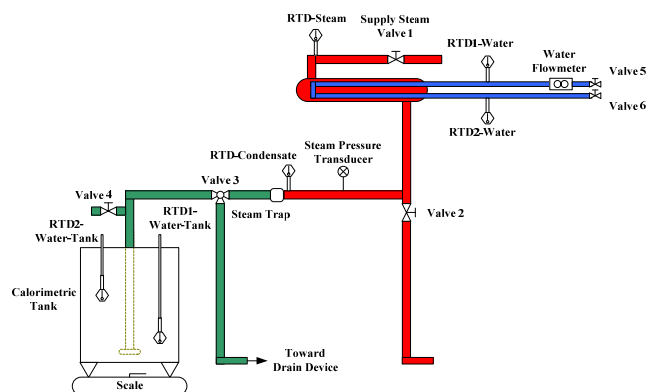 RTD-Steam
Supply Steam
Valve 1
RTD1-Water
Water
Flowmeter
Valve 5
Valve 6
RTD2-Water
RTD-Condensate
Steam Pressure
Transducer
Valve 3
Valve 4
Steam Trap
Valve 2
RTD1-
Water-Tank
RTD2-
Water-Tank
Calorimetric
Tank
Toward
Drain Device
Scale